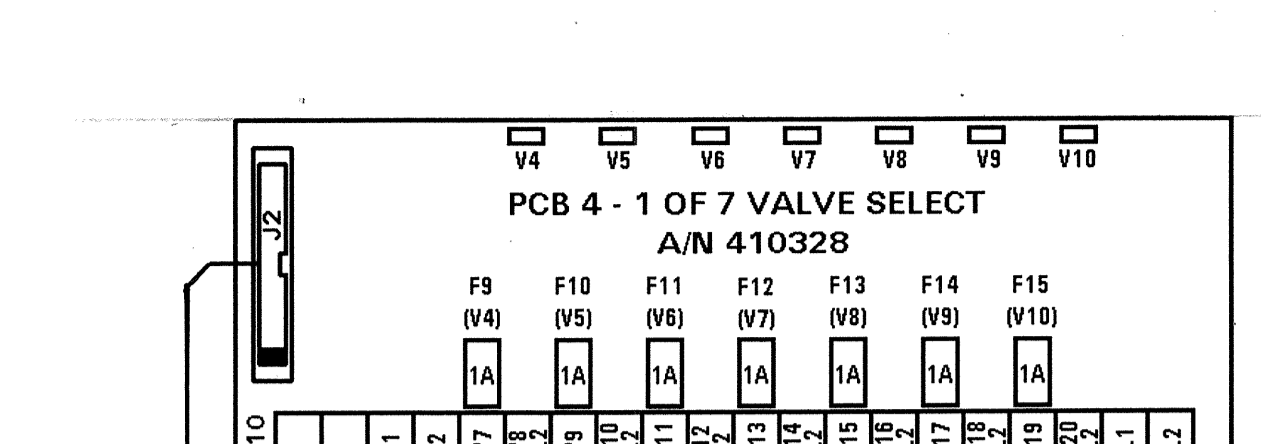 V4 V5 V6 V7 V8 V9 V10
PCB 4 - 1 OF 7 VALVE SELECT
A/N 410328
J2
F9 F10 F11 F12 F13 F14 F15
(V4) (V5) (V6) (V7) (V8) (V9) (V10)
1A 1A 1A 1A 1A 1A 1A